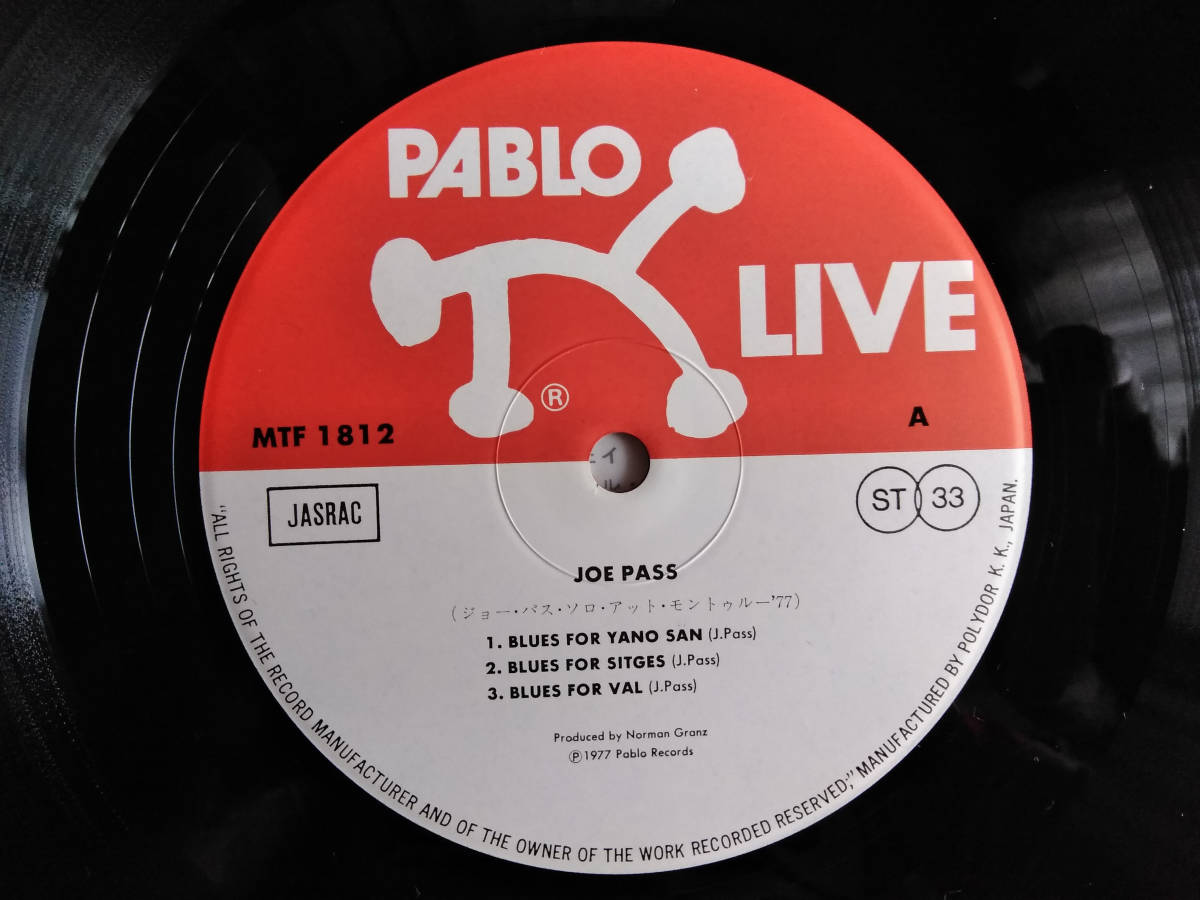 PABLO
LIVE
®
MTF 1812
A
JASRAC
ST 33
JOE PASS
(ジョー・パス・ソロ・アット・モントゥルー'77)
1. BLUES FOR YANO SAN (J.Pass)
2. BLUES FOR SITGES (J.Pass)
3. BLUES FOR VAL (J.Pass)
Produced by Norman Granz
℗1977 Pablo Records
"ALL RIGHTS OF THE RECORD MANUFACTURER AND OF THE OWNER OF THE WORK RECORDED RESERVED," MANUFACTURED BY POLYDOR K. K., JAPAN.